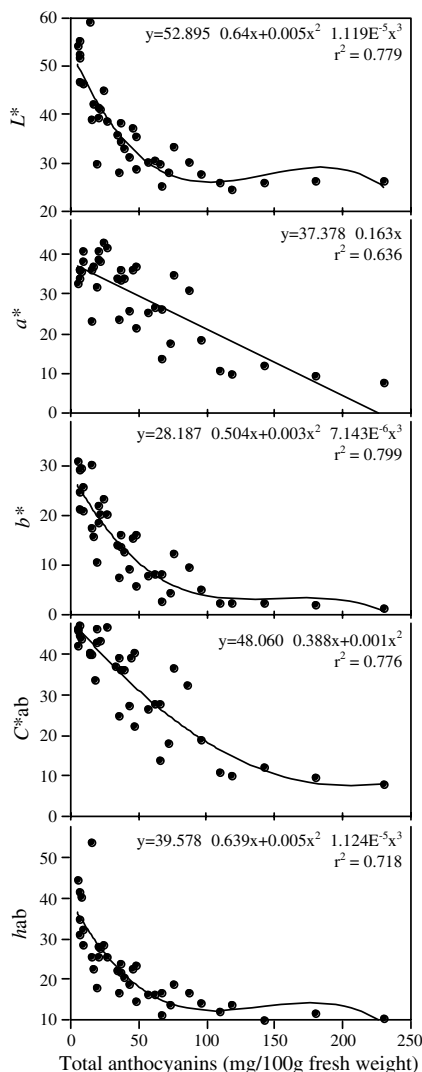 y=52.895 0.64x+0.005x² 1.119E⁻⁵x³
r² = 0.779
60
50
40
30
20
L*
y=37.378 0.163x
r² = 0.636
40
30
20
10
0
a*
y=28.187 0.504x+0.003x² 7.143E⁻⁶x³
r² = 0.799
30
20
10
0
b*
y=48.060 0.388x+0.001x²
r² = 0.776
40
30
20
10
0
C*ab
y=39.578 0.639x+0.005x² 1.124E⁻⁵x³
r² = 0.718
50
40
30
20
10
hab
0 50 100 150 200 250
Total anthocyanins (mg/100g fresh weight)